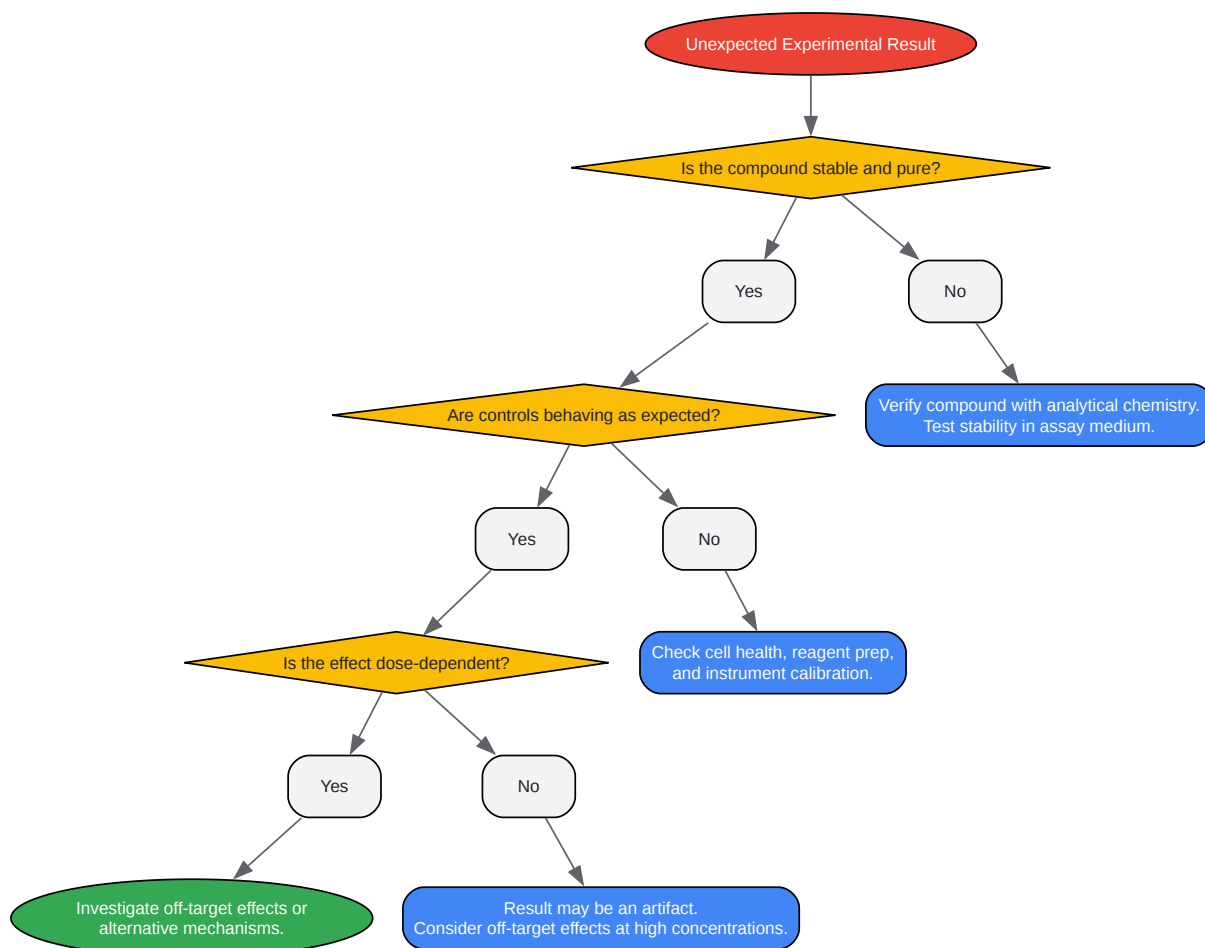 Unexpected Experimental Result
Is the compound stable and pure?
Yes
No
Are controls behaving as expected?
Verify compound with analytical chemistry.
Test stability in assay medium.
Yes
No
Is the effect dose-dependent?
Check cell health, reagent prep,
and instrument calibration.
Yes
No
Investigate off-target effects or
alternative mechanisms.
Result may be an artifact.
Consider off-target effects at high concentrations.